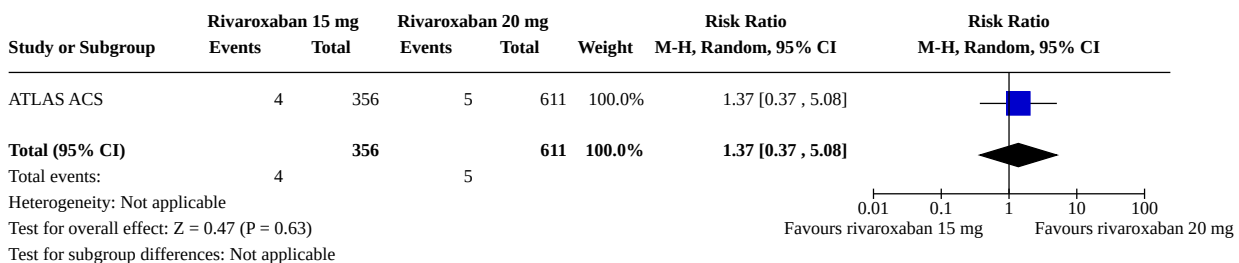 Rivaroxaban 15 mg Rivaroxaban 20 mg Risk Ratio Risk Ratio
Study or Subgroup Events Total Events Total Weight M-H, Random, 95% CI M-H, Random, 95% CI
ATLAS ACS 4 356 5 611 100.0% 1.37 [0.37 , 5.08]
Total (95% CI) 356 611 100.0% 1.37 [0.37 , 5.08]
Total events: 4 5
Heterogeneity: Not applicable
0.01 0.1 1 10 100
Test for overall effect: Z = 0.47 (P = 0.63) Favours rivaroxaban 15 mg Favours rivaroxaban 20 mg
Test for subgroup differences: Not applicable